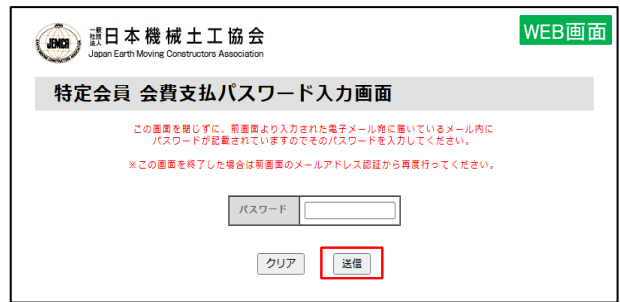 JEMCA
一般社団法人 日本機械土工協会
Japan Earth Moving Constructors Association
WEB画面
特定会員 会費支払パスワード入力画面
この画面を閉じずに、前画面より入力された電子メール宛に届いているメール内に
パスワードが記載されていますのでそのパスワードを入力してください。
※この画面を終了した場合は前画面のメールアドレス認証から再度行ってください。
パスワード
クリア 送信